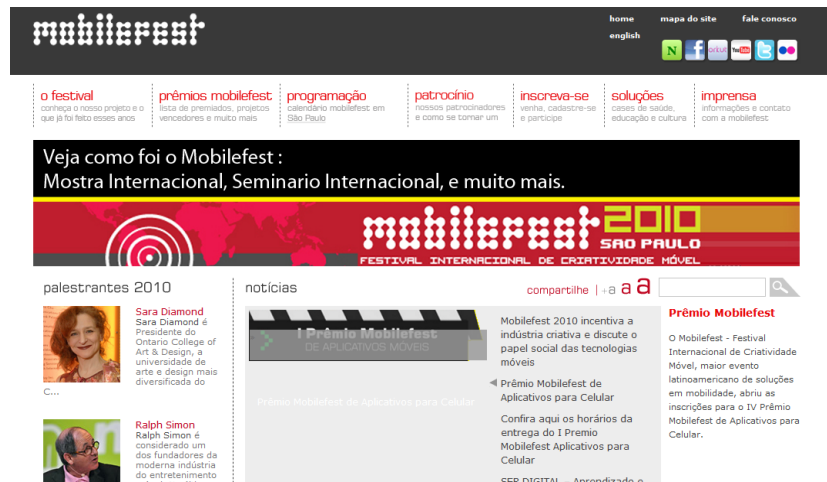 mobilefest
home mapa do site fale conosco
english
N f orkut You Tube
o festival
conheça o nosso projeto e o
que já foi feito esses anos
prêmios mobilefest
lista de premiados, projetos
vencedores e muito mais
programação
calendário mobilefest em
São Paulo
patrocínio
nossos patrocinadores
e como se tornar um
inscreva-se
venha, cadastre-se
e participe
soluções
cases de saúde,
educação e cultura
imprensa
informações e contato
com a mobilefest
Veja como foi o Mobilefest :
Mostra Internacional, Seminario Internacional, e muito mais.
mobilefest 2010
SAO PAULO
FESTIVAL INTERNACIONAL DE CRIATIVIDADE MÓVEL
palestrantes 2010
Sara Diamond
Sara Diamond é
Presidente do
Ontario College of
Art & Design, a
universidade de
arte e design mais
diversificada do
C...
Ralph Simon
Ralph Simon é
considerado um
dos fundadores da
moderna indústria
do entretenimento
notícias
compartilhe | +a a a
I Prêmio Mobilefest
DE APLICATIVOS MÓVEIS
Prêmio Mobilefest de Aplicativos para Celular
Mobilefest 2010 incentiva a
indústria criativa e discute o
papel social das tecnologias
móveis
Prêmio Mobilefest de
Aplicativos para Celular
Confira aqui os horários da
entrega do I Premio
Mobilefest Aplicativos para
Celular
SER DIGITAL – Aprendizado e
Prêmio Mobilefest
O Mobilefest - Festival
Internacional de Criatividade
Móvel, maior evento
latinoamericano de soluções
em mobilidade, abriu as
inscrições para o IV Prêmio
Mobilefest de Aplicativos para
Celular.